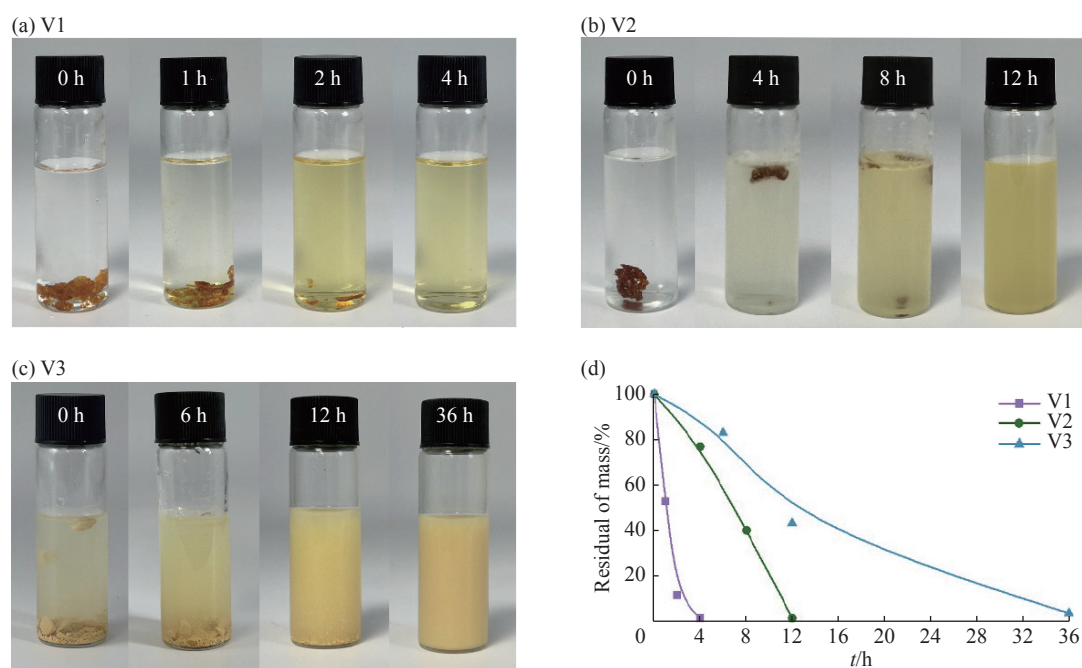 (a) V1
0 h
1 h
2 h
4 h
(b) V2
0 h
4 h
8 h
12 h
(c) V3
0 h
6 h
12 h
36 h
(d)
V1
V2
V3
Residual of mass/%
100
80
60
40
20
0
4
8
12
16
20
24
28
32
36
t/h